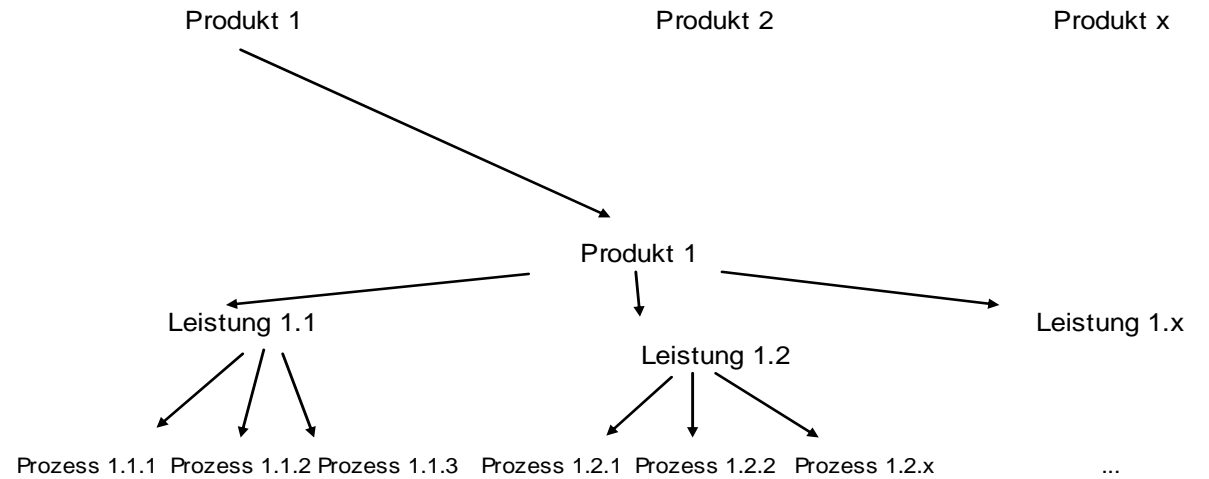 Produkt 1 Produkt 2 Produkt x
Produkt 1
Leistung 1.1 Leistung 1.x
Leistung 1.2
Prozess 1.1.1 Prozess 1.1.2 Prozess 1.1.3 Prozess 1.2.1 Prozess 1.2.2 Prozess 1.2.x ...